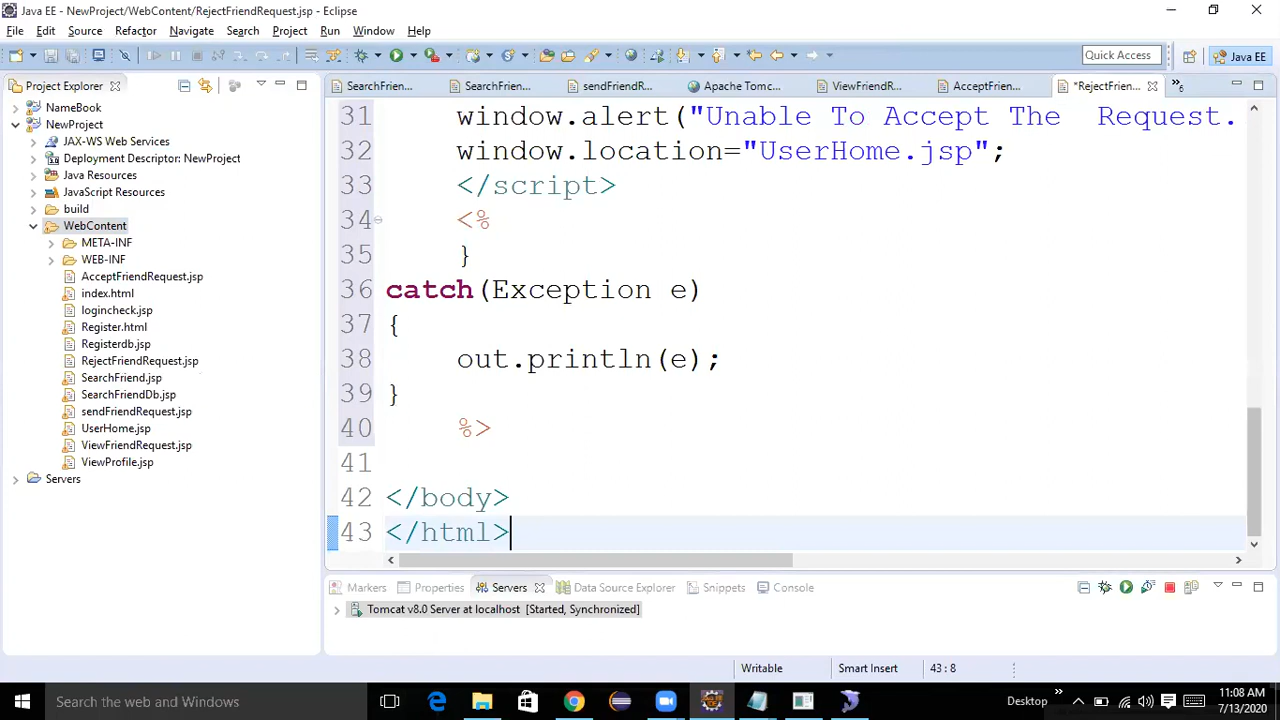 Java EE - NewProject/WebContent/RejectFriendRequest.jsp - Eclipse
File Edit Source Refactor Navigate Search Project Run Window Help
Quick Access
Java EE
Project Explorer
SearchFrien...
SearchFrien...
sendFriendR...
Apache Tomc...
ViewFriendR...
AcceptFrien...
*RejectFrien...
»6
NameBook
NewProject
JAX-WS Web Services
Deployment Descriptor: NewProject
Java Resources
JavaScript Resources
build
WebContent
META-INF
WEB-INF
AcceptFriendRequest.jsp
index.html
logincheck.jsp
Register.html
Registerdb.jsp
RejectFriendRequest.jsp
SearchFriend.jsp
SearchFriendDb.jsp
sendFriendRequest.jsp
UserHome.jsp
ViewFriendRequest.jsp
ViewProfile.jsp
Servers
31 window.alert("Unable To Accept The  Request.
32 window.location="UserHome.jsp";
33 </script>
34 <%
35 }
36 catch(Exception e)
37 {
38 out.println(e);
39 }
40 %>
41
42 </body>
43 </html>
Markers Properties Servers Data Source Explorer Snippets Console
Tomcat v8.0 Server at localhost [Started, Synchronized]
Writable Smart Insert 43 : 8
Search the web and Windows
Desktop
11:08 AM
7/13/2020